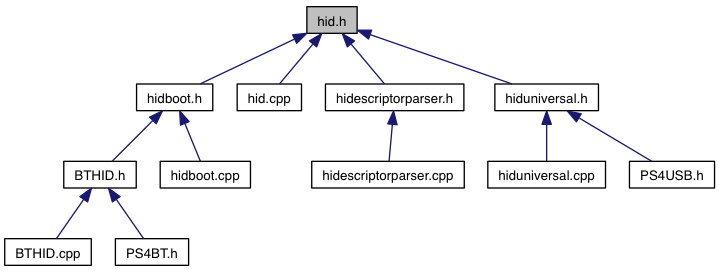 hid.h
hidboot.h
hid.cpp
hidescriptorparser.h
hiduniversal.h
BTHID.h
hidboot.cpp
hidescriptorparser.cpp
hiduniversal.cpp
PS4USB.h
BTHID.cpp
PS4BT.h